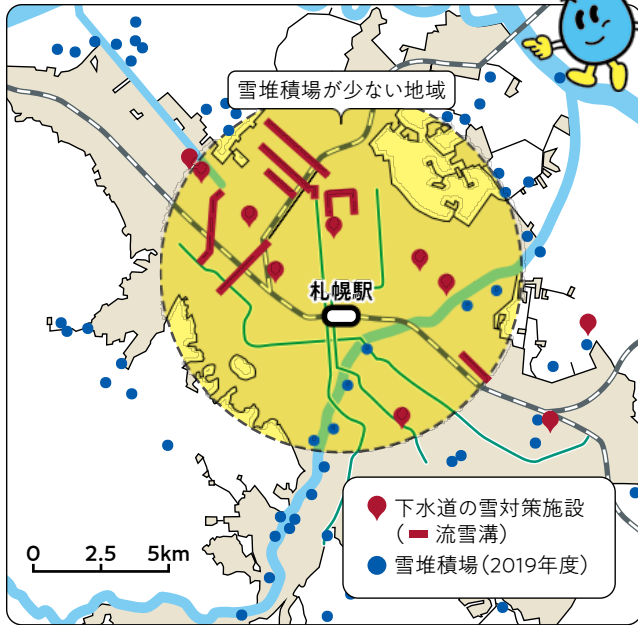 雪堆積場が少ない地域
札幌駅
下水道の雪対策施設
(━ 流雪溝)
雪堆積場(2019年度)
0 2.5 5km